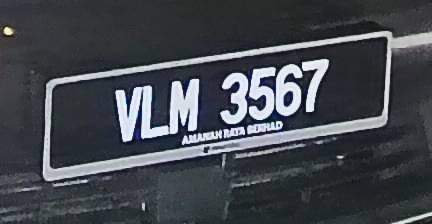 VLM 3567
AMANAH RAYA BERHAD